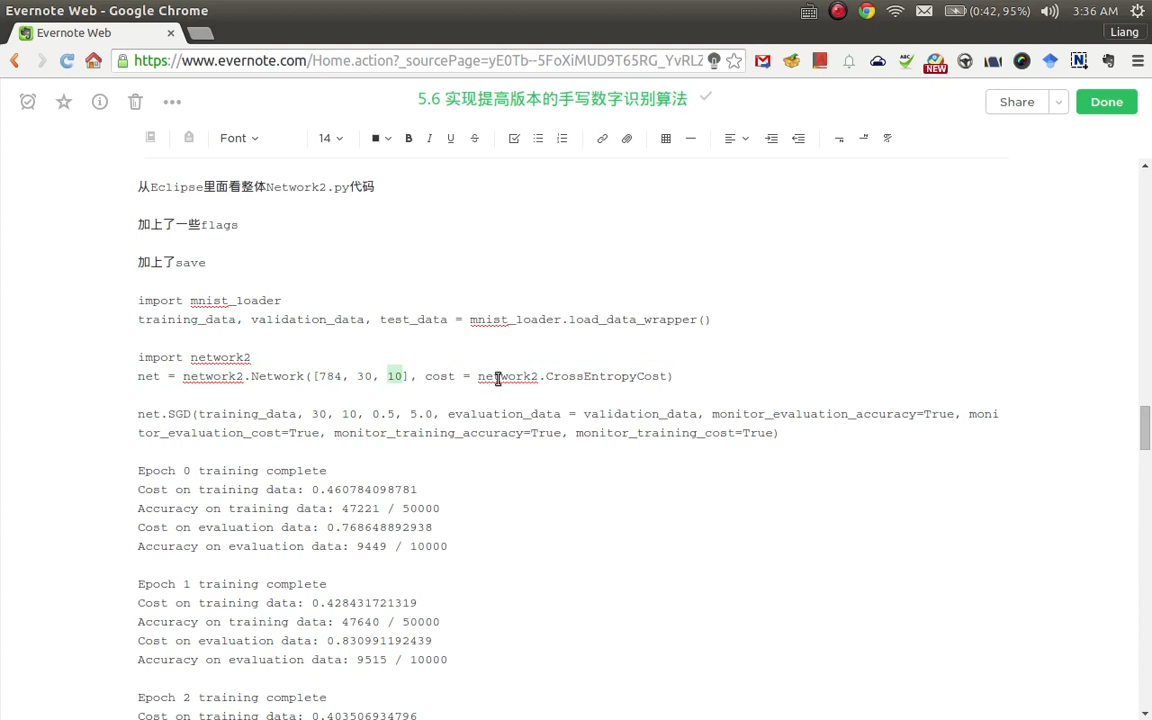 Evernote Web - Google Chrome
(0:42, 95%)
3:36 AM
Evernote Web
Liang
https://www.evernote.com/Home.action?_sourcePage=yE0Tb--5FoXiMUD9T65RG_YvRLZ
NEW
5.6 实现提高版本的手写数字识别算法
Share
Done
Font
14
B I U
从Eclipse里面看整体Network2.py代码
加上了一些flags
加上了save
import mnist_loader
training_data, validation_data, test_data = mnist_loader.load_data_wrapper()
import network2
net = network2.Network([784, 30, 10], cost = network2.CrossEntropyCost)
net.SGD(training_data, 30, 10, 0.5, 5.0, evaluation_data = validation_data, monitor_evaluation_accuracy=True, moni
tor_evaluation_cost=True, monitor_training_accuracy=True, monitor_training_cost=True)
Epoch 0 training complete
Cost on training data: 0.460784098781
Accuracy on training data: 47221 / 50000
Cost on evaluation data: 0.768648892938
Accuracy on evaluation data: 9449 / 10000
Epoch 1 training complete
Cost on training data: 0.428431721319
Accuracy on training data: 47640 / 50000
Cost on evaluation data: 0.830991192439
Accuracy on evaluation data: 9515 / 10000
Epoch 2 training complete
Cost on training data: 0.403506934796